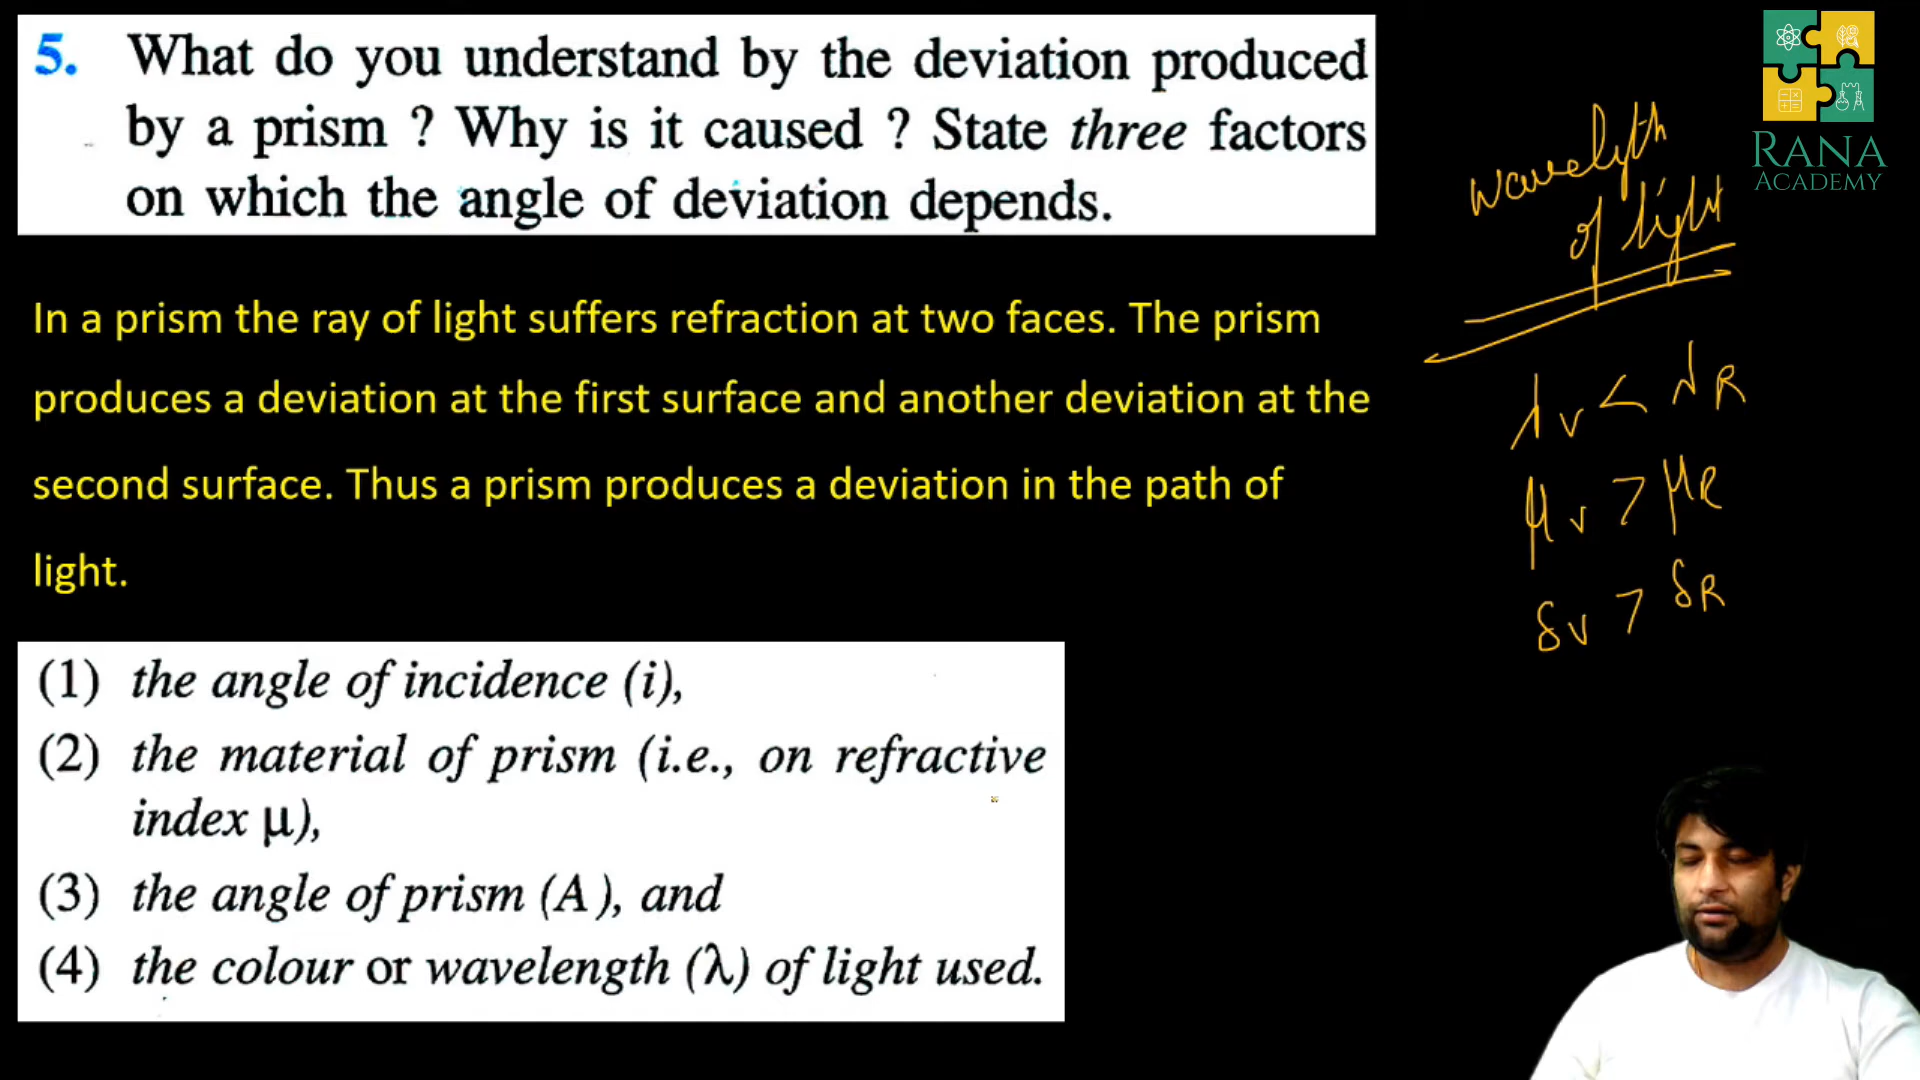 5. What do you understand by the deviation produced
by a prism ? Why is it caused ? State three factors
on which the angle of deviation depends.
In a prism the ray of light suffers refraction at two faces. The prism
produces a deviation at the first surface and another deviation at the
second surface. Thus a prism produces a deviation in the path of
light.
(1) the angle of incidence (i),
(2) the material of prism (i.e., on refractive
index μ),
(3) the angle of prism (A), and
(4) the colour or wavelength (λ) of light used.
RANA
ACADEMY
of light
λv < λR
μv > μR
δv > δR